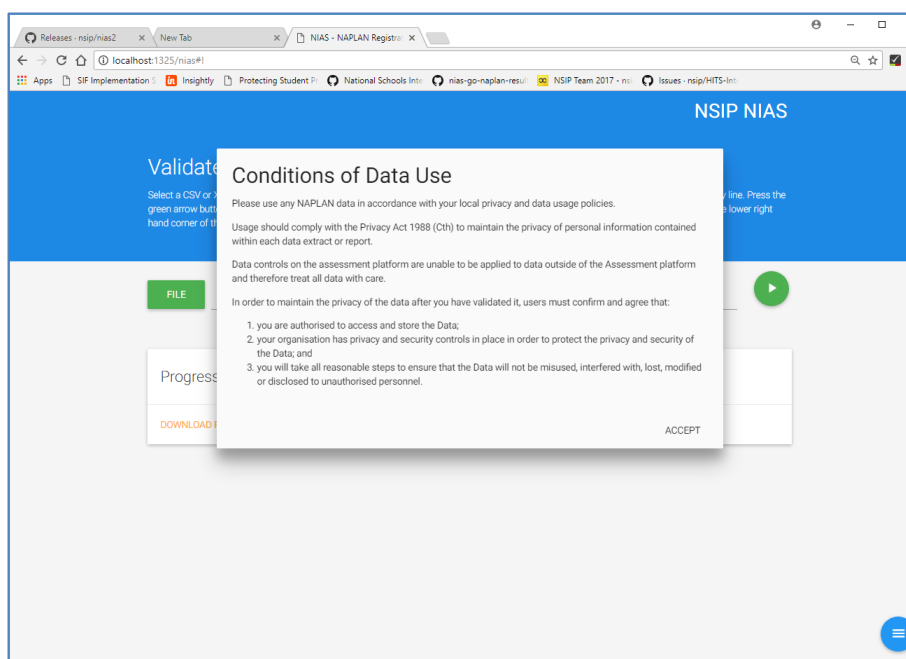 Releases · nsip/nias2
New Tab
NIAS - NAPLAN Registra
localhost:1325/nias#!
Apps
SIF Implementation S
Insightly
Protecting Student Pr
National Schools Inte
nias-go-naplan-resul
NSIP Team 2017 - nsi
Issues · nsip/HITS-Int
NSIP NIAS
Validate
Select a CSV or X
line. Press the
green arrow butt
lower right
hand corner of th
Conditions of Data Use
Please use any NAPLAN data in accordance with your local privacy and data usage policies.
Usage should comply with the Privacy Act 1988 (Cth) to maintain the privacy of personal information contained
within each data extract or report.
Data controls on the assessment platform are unable to be applied to data outside of the Assessment platform
and therefore treat all data with care.
In order to maintain the privacy of the data after you have validated it, users must confirm and agree that:
1. you are authorised to access and store the Data;
2. your organisation has privacy and security controls in place in order to protect the privacy and security of
the Data; and
3. you will take all reasonable steps to ensure that the Data will not be misused, interfered with, lost, modified
or disclosed to unauthorised personnel.
ACCEPT
FILE
Progress
DOWNLOAD